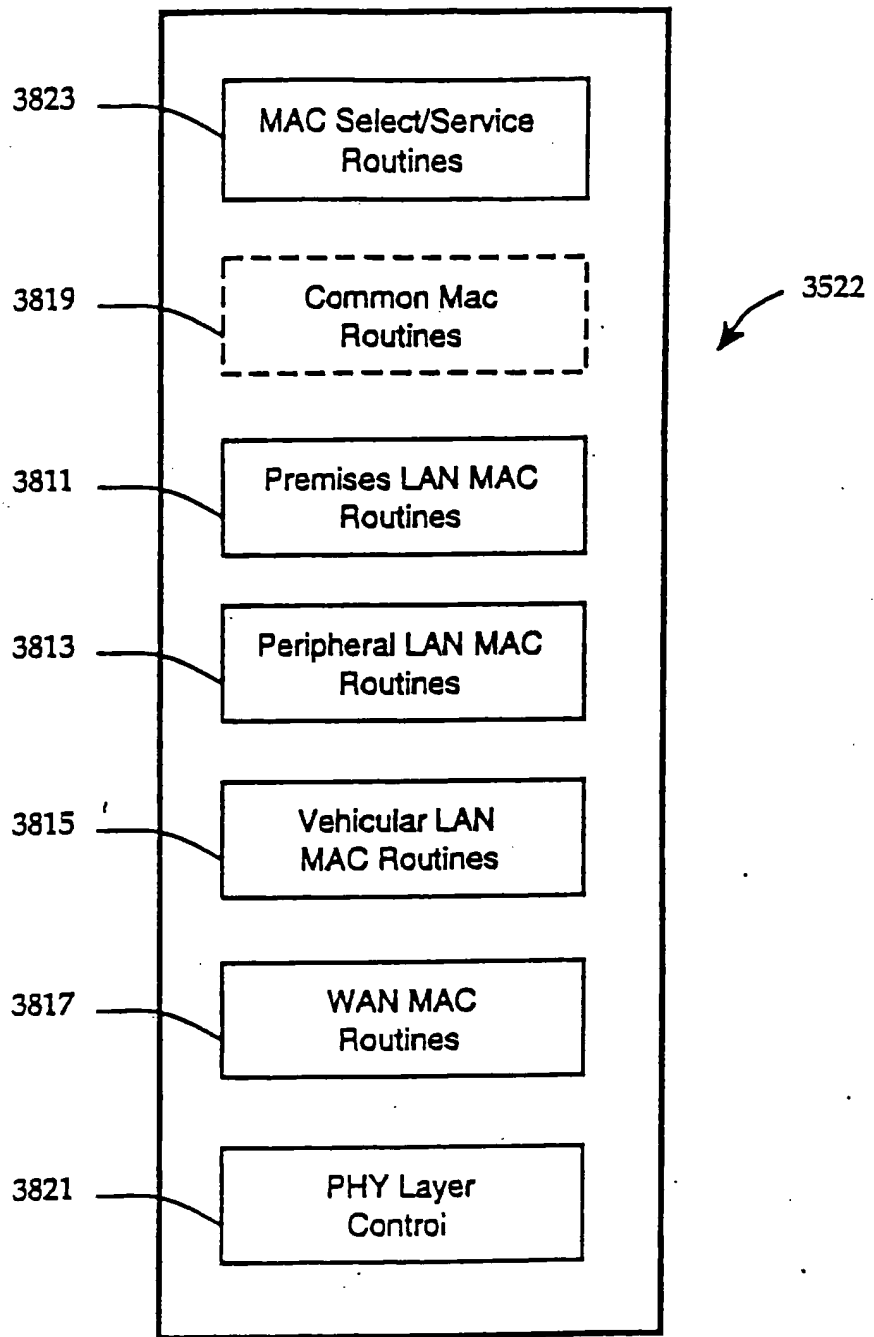 3823
MAC Select/Service
Routines
3819
Common Mac
Routines
3522
3811
Premises LAN MAC
Routines
3813
Peripheral LAN MAC
Routines
3815
Vehicular LAN
MAC Routines
3817
WAN MAC
Routines
3821
PHY Layer
Control